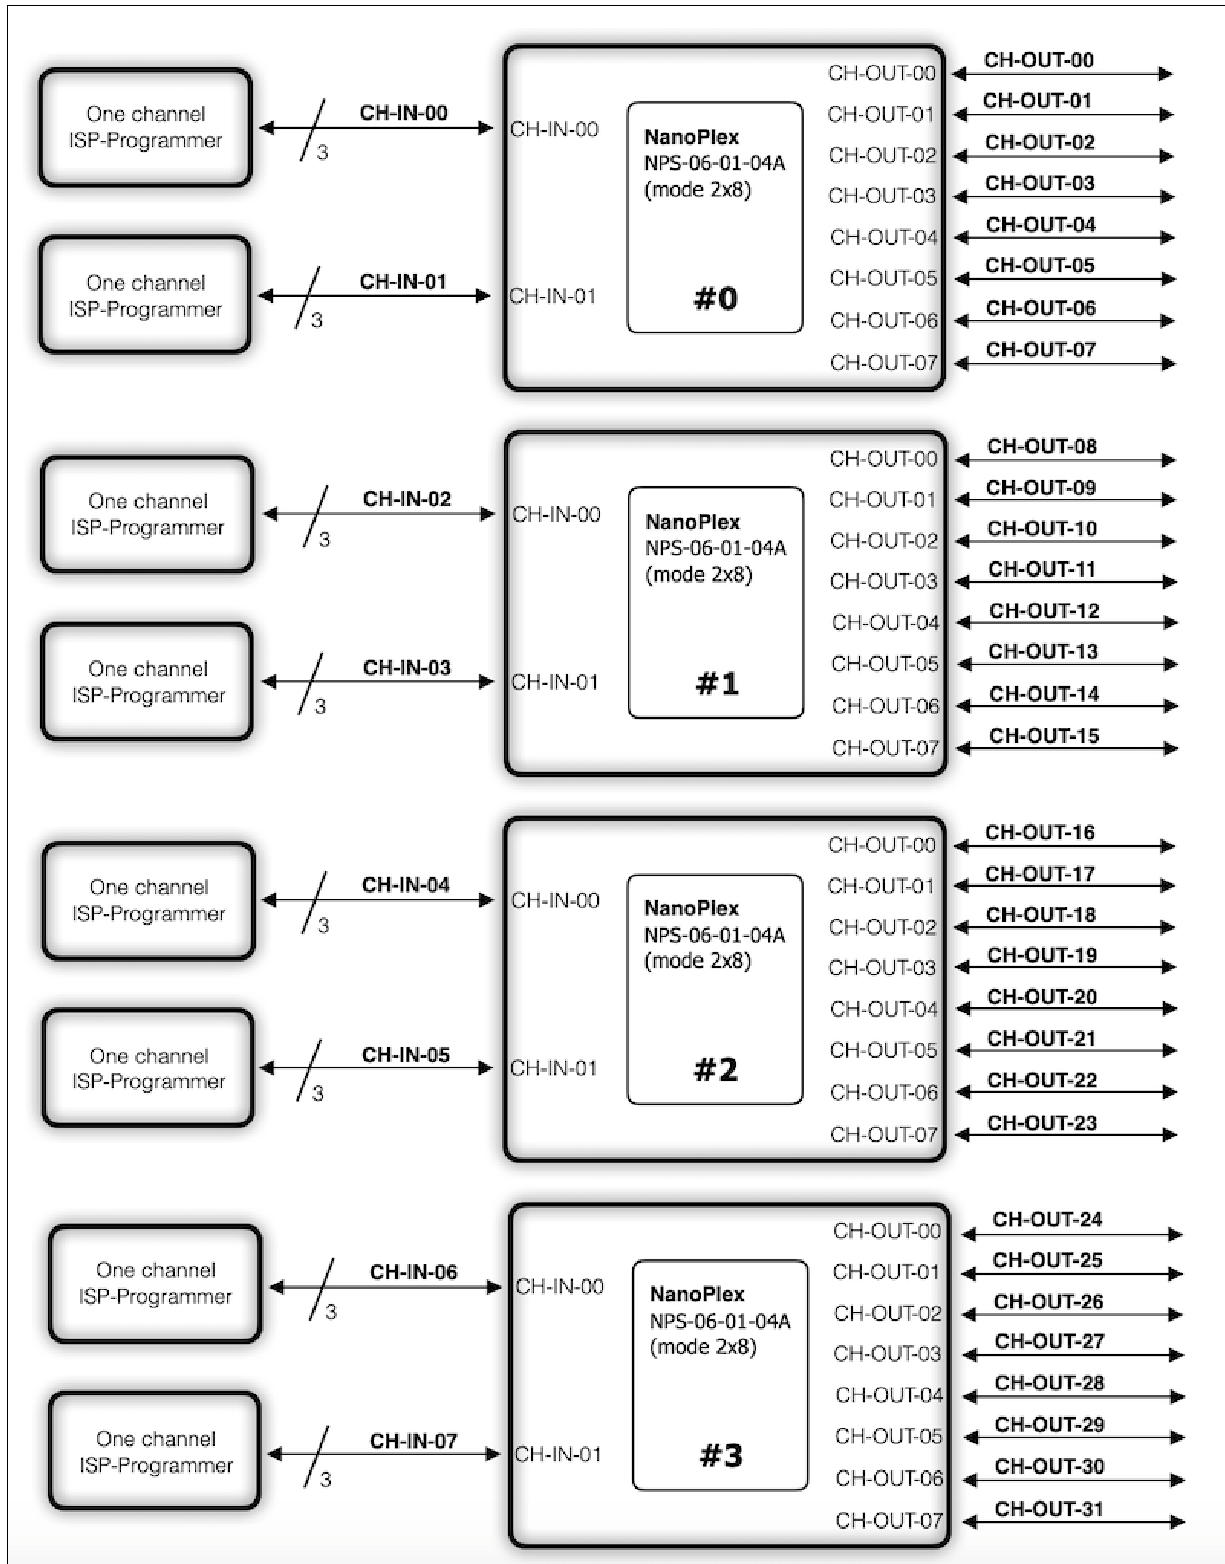 CH-OUT-00
CH-OUT-00
One channel
ISP-Programmer
3
CH-IN-00
CH-IN-00
NanoPlex
NPS-06-01-04A
(mode 2x8)
#0
CH-OUT-01
CH-OUT-01
CH-OUT-02
CH-OUT-02
CH-OUT-03
CH-OUT-03
CH-OUT-04
CH-OUT-04
One channel
ISP-Programmer
3
CH-IN-01
CH-IN-01
CH-OUT-05
CH-OUT-05
CH-OUT-06
CH-OUT-06
CH-OUT-07
CH-OUT-07
One channel
ISP-Programmer
3
CH-IN-02
CH-IN-00
NanoPlex
NPS-06-01-04A
(mode 2x8)
#1
CH-OUT-00
CH-OUT-08
CH-OUT-01
CH-OUT-09
CH-OUT-02
CH-OUT-10
CH-OUT-03
CH-OUT-11
CH-OUT-04
CH-OUT-12
One channel
ISP-Programmer
3
CH-IN-03
CH-IN-01
CH-OUT-05
CH-OUT-13
CH-OUT-06
CH-OUT-14
CH-OUT-07
CH-OUT-15
One channel
ISP-Programmer
3
CH-IN-04
CH-IN-00
NanoPlex
NPS-06-01-04A
(mode 2x8)
#2
CH-OUT-00
CH-OUT-16
CH-OUT-01
CH-OUT-17
CH-OUT-02
CH-OUT-18
CH-OUT-03
CH-OUT-19
CH-OUT-04
CH-OUT-20
One channel
ISP-Programmer
3
CH-IN-05
CH-IN-01
CH-OUT-05
CH-OUT-21
CH-OUT-06
CH-OUT-22
CH-OUT-07
CH-OUT-23
One channel
ISP-Programmer
3
CH-IN-06
CH-IN-00
NanoPlex
NPS-06-01-04A
(mode 2x8)
#3
CH-OUT-00
CH-OUT-24
CH-OUT-01
CH-OUT-25
CH-OUT-02
CH-OUT-26
CH-OUT-03
CH-OUT-27
CH-OUT-04
CH-OUT-28
One channel
ISP-Programmer
3
CH-IN-07
CH-IN-01
CH-OUT-05
CH-OUT-29
CH-OUT-06
CH-OUT-30
CH-OUT-07
CH-OUT-31